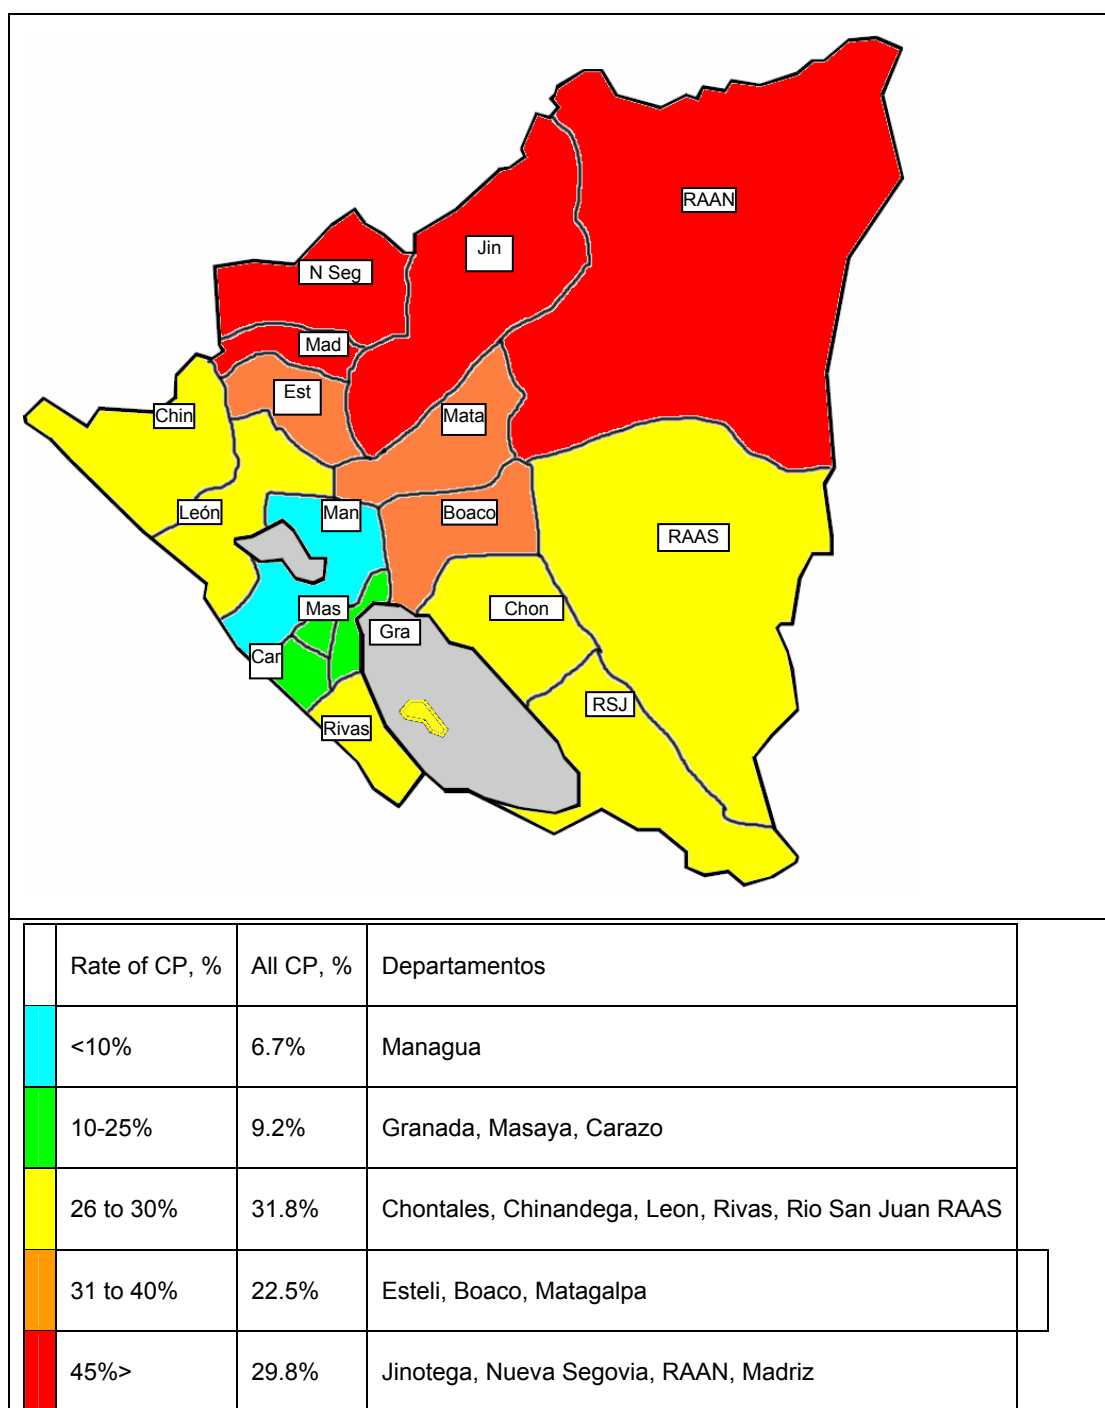 RAAN
Jin
N Seg
Mad
Est
Chin
Mata
León
Man
Boaco
RAAS
Mas
Chon
Gra
Car
RSJ
Rivas
Rate of CP, % All CP, % Departamentos
<10% 6.7% Managua
10-25% 9.2% Granada, Masaya, Carazo
26 to 30% 31.8% Chontales, Chinandega, Leon, Rivas, Rio San Juan RAAS
31 to 40% 22.5% Esteli, Boaco, Matagalpa
45%> 29.8% Jinotega, Nueva Segovia, RAAN, Madriz